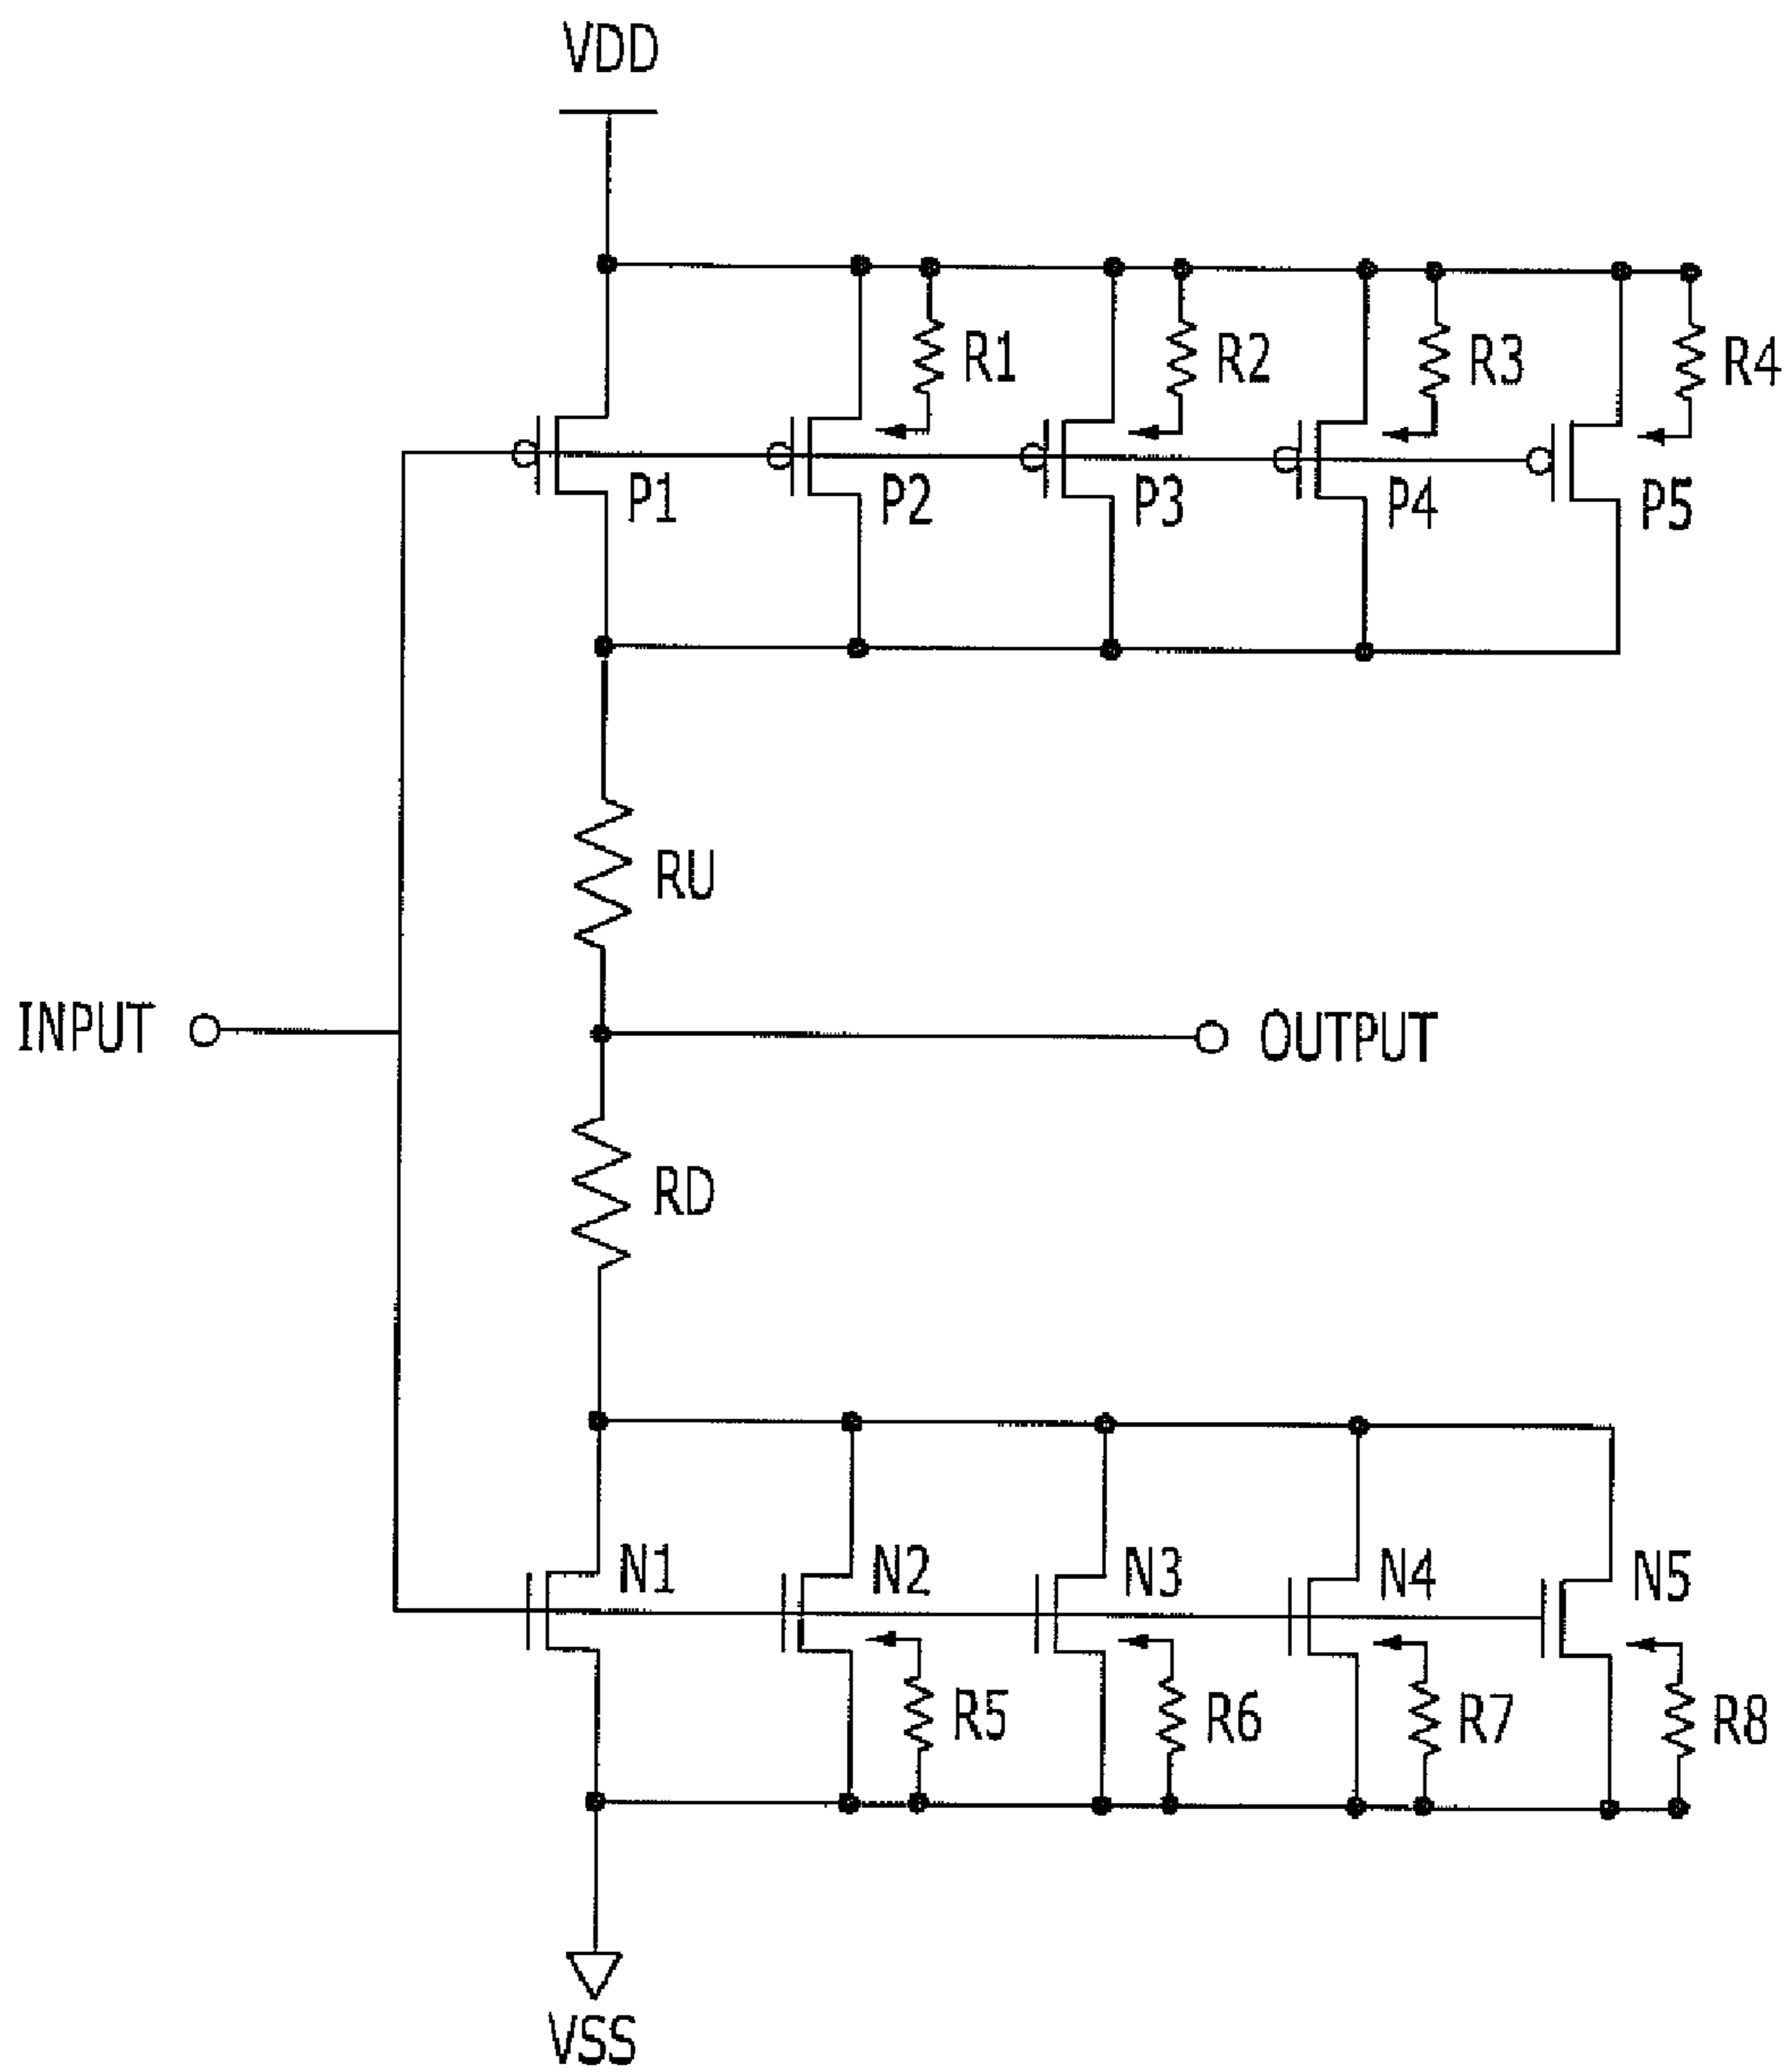 VDD
R1
R2
R3
R4
P1
P2
P3
P4
P5
RU
INPUT
OUTPUT
RD
N1
N2
N3
N4
N5
R5
R6
R7
R8
VSS